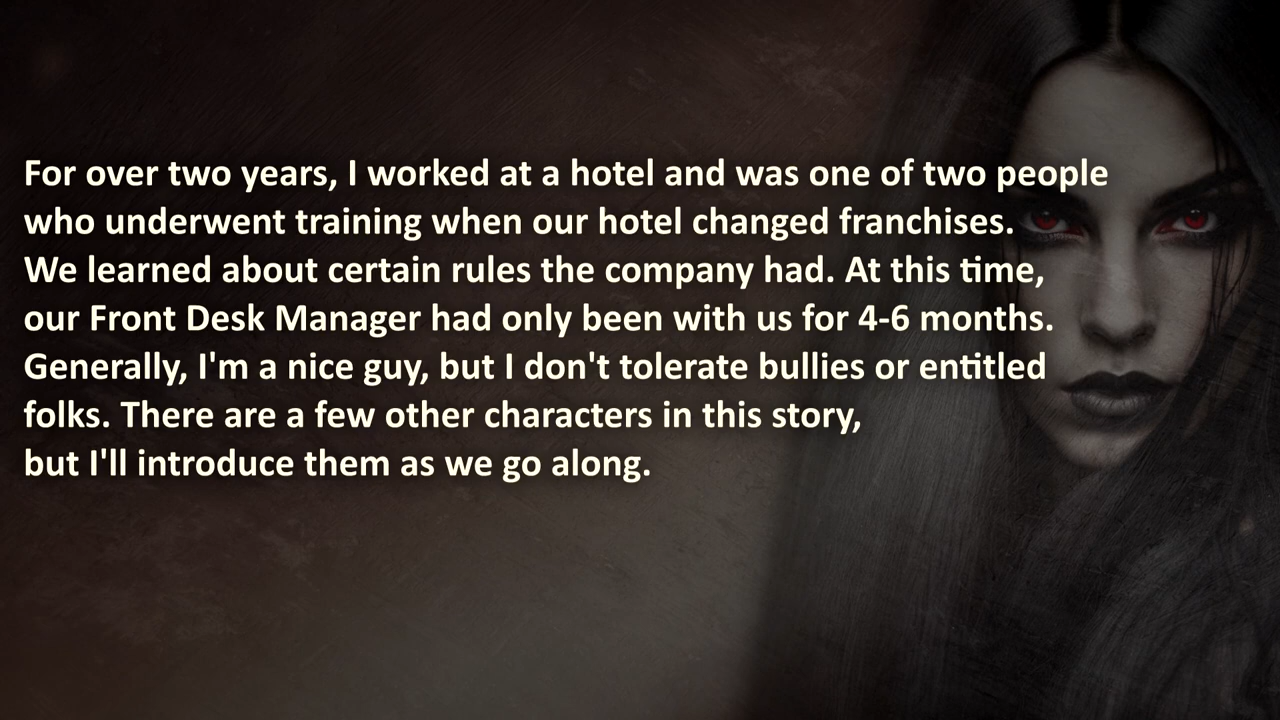 For over two years, I worked at a hotel and was one of two people
who underwent training when our hotel changed franchises.
We learned about certain rules the company had. At this time,
our Front Desk Manager had only been with us for 4-6 months.
Generally, I'm a nice guy, but I don't tolerate bullies or entitled
folks. There are a few other characters in this story,
but I'll introduce them as we go along.